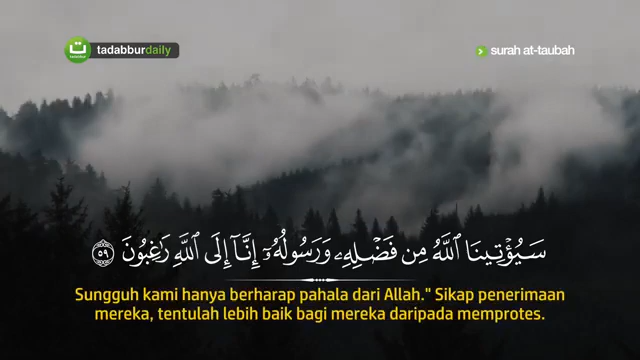 ت tadabburdaily
tadabbur
surah at-taubah
سَيُؤْتِينَا ٱللَّهُ مِن فَضْلِهِۦ وَرَسُولُهُۥٓ إِنَّآ إِلَى ٱللَّهِ رَٰغِبُونَ ٥٩
Sungguh kami hanya berharap pahala dari Allah." Sikap penerimaan
mereka, tentulah lebih baik bagi mereka daripada memprotes.